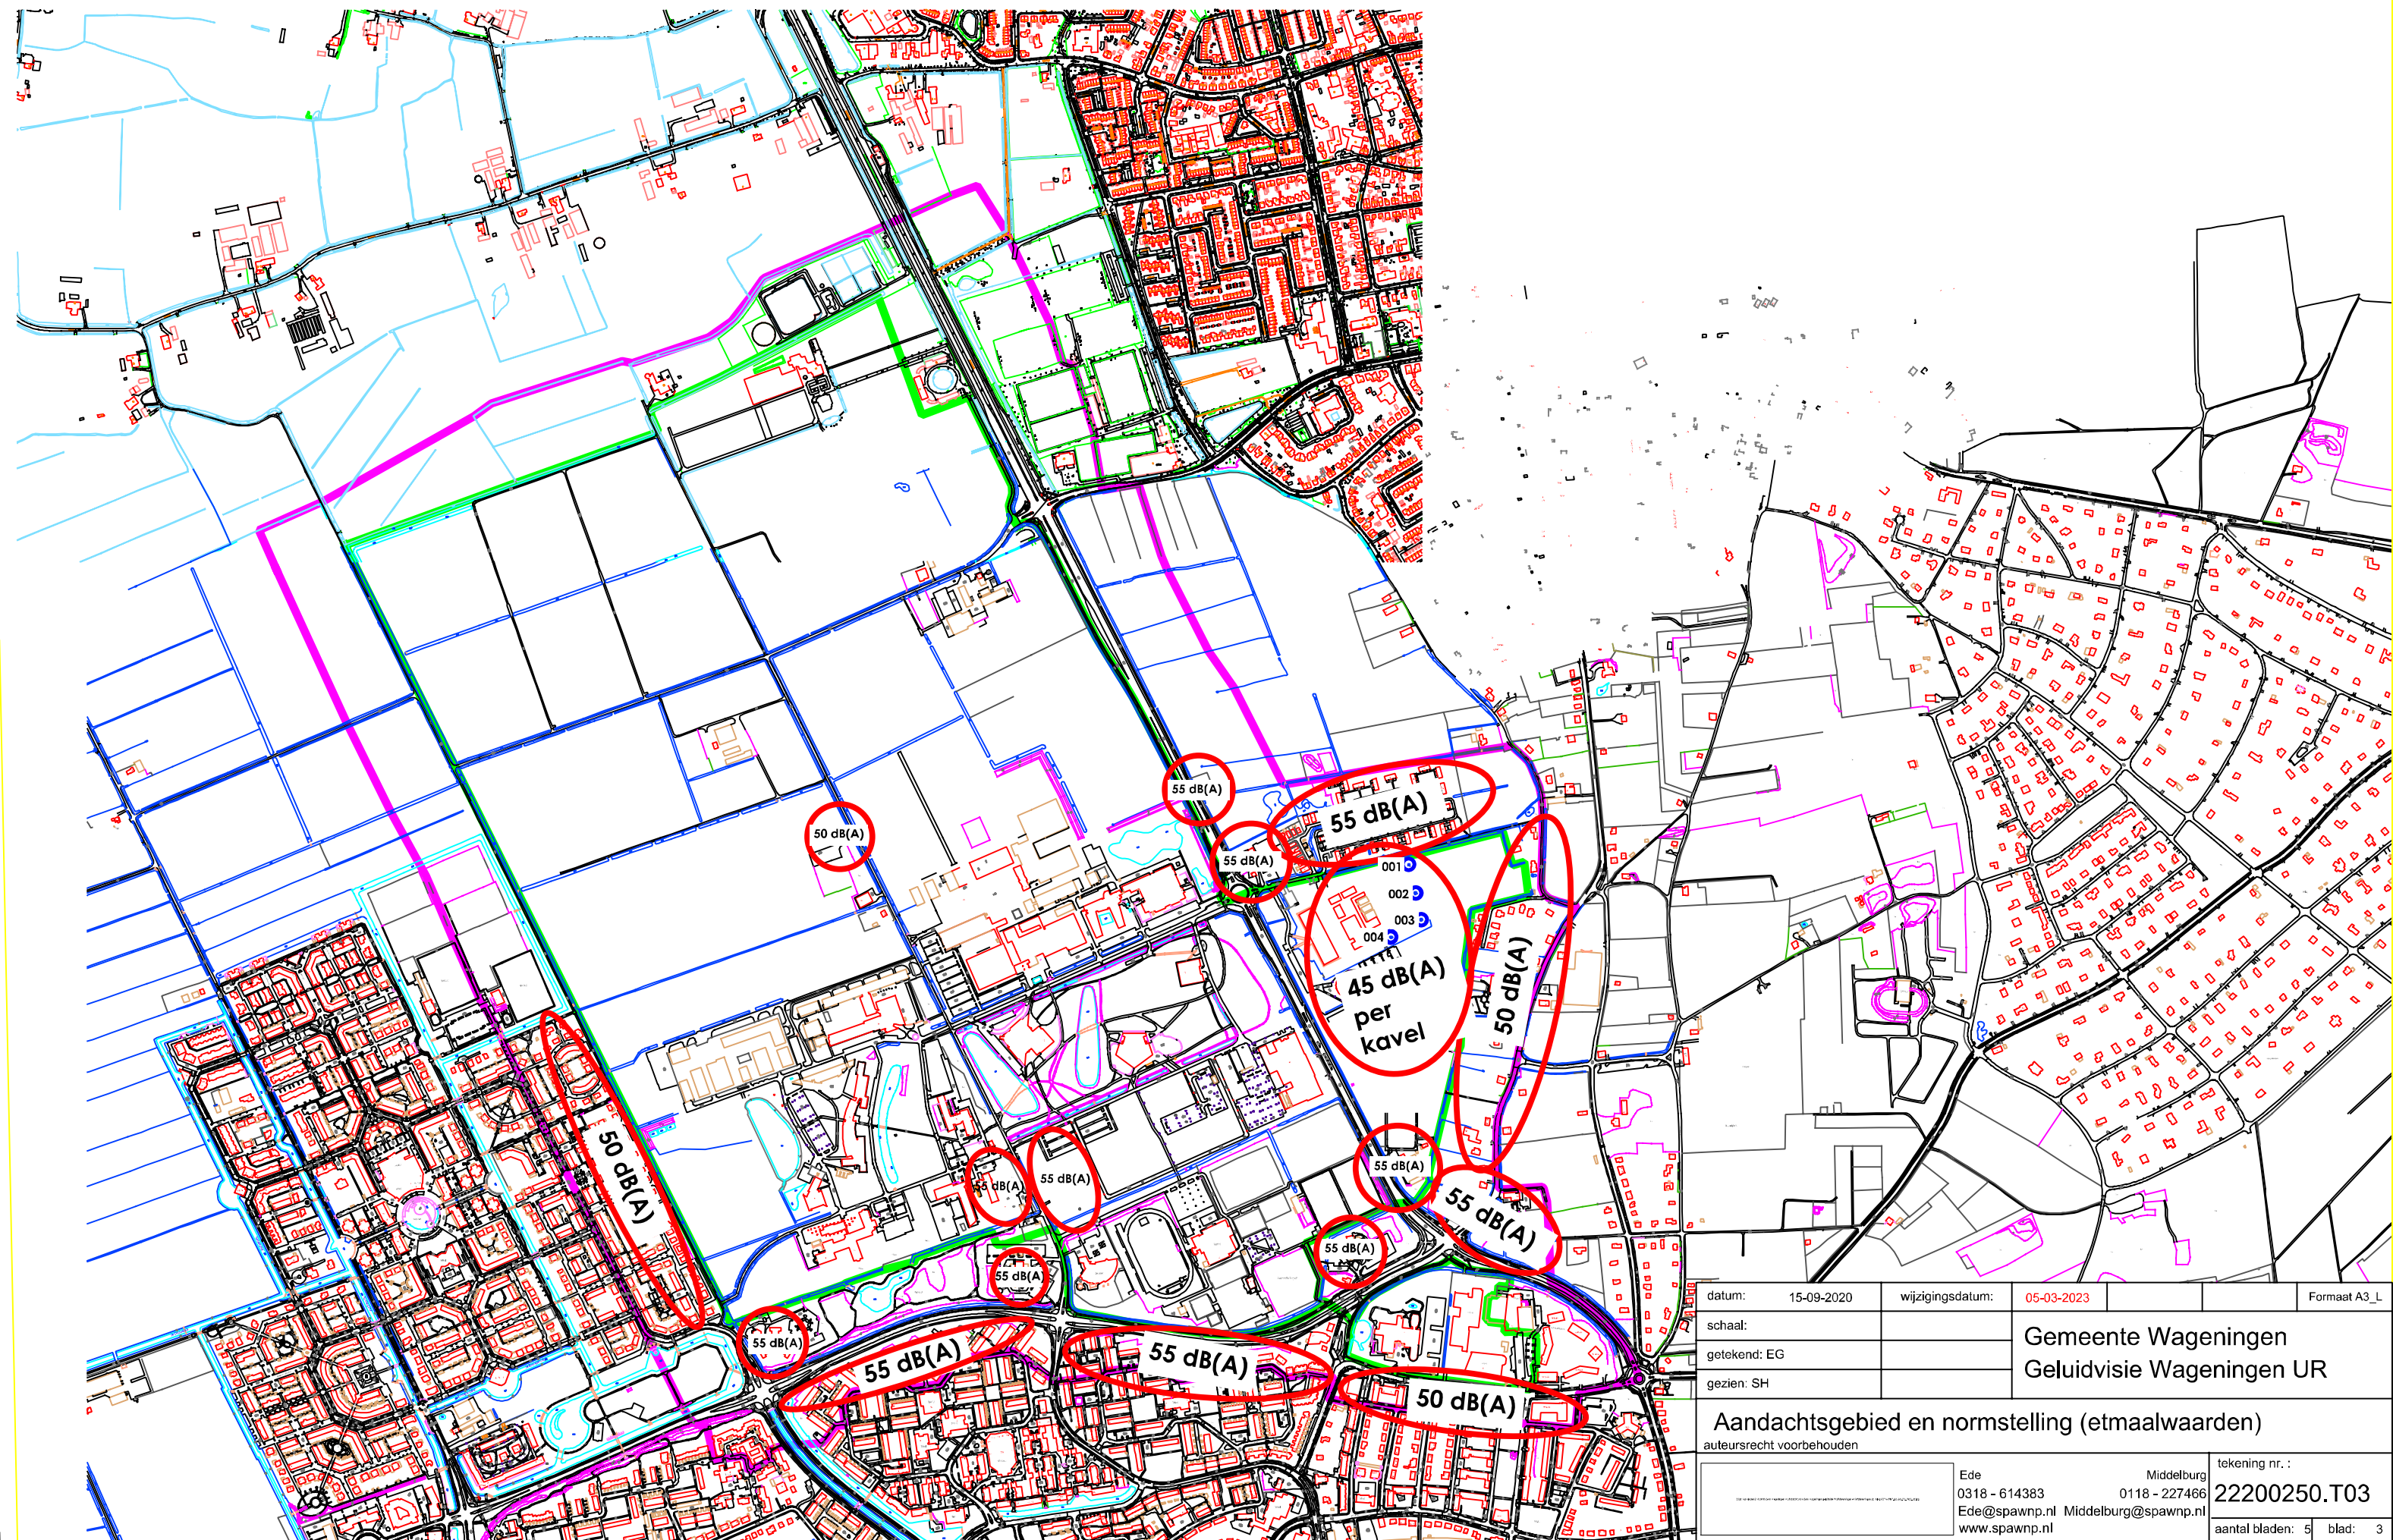 55 dB(A)
50 dB(A)
55 dB(A)
55 dB(A)
001
002
003
004
45 dB(A)
per
kavel
50 dB(A)
50 dB(A)
55 dB(A)
55 dB(A)
55 dB(A)
55 dB(A)
55 dB(A)
55 dB(A)
55 dB(A)
55 dB(A)
55 dB(A)
50 dB(A)
datum: 15-09-2020 wijzigingsdatum: 05-03-2023 Formaat A3_L
schaal:
getekend: EG
gezien: SH
Gemeente Wageningen
Geluidvisie Wageningen UR
Aandachtsgebied en normstelling (etmaalwaarden)
auteursrecht voorbehouden
Ede Middelburg
0318 - 614383 0118 - 227466
Ede@spawnp.nl Middelburg@spawnp.nl
www.spawnp.nl
tekening nr. :
22200250.T03
aantal bladen: 5 blad: 3